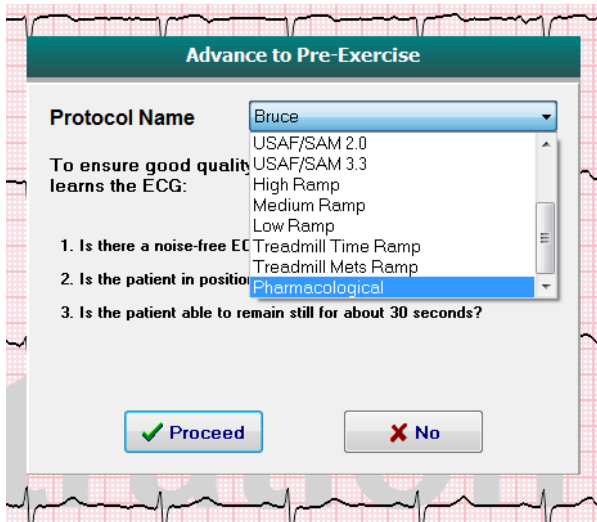 Advance to Pre-Exercise
Protocol Name
Bruce
USAF/SAM 2.0
USAF/SAM 3.3
High Ramp
Medium Ramp
Low Ramp
Treadmill Time Ramp
Treadmill Mets Ramp
Pharmacological
To ensure good quality
learns the ECG:
1. Is there a noise-free
2. Is the patient in
3. Is the patient able to remain still for about 30 seconds?
Proceed
No